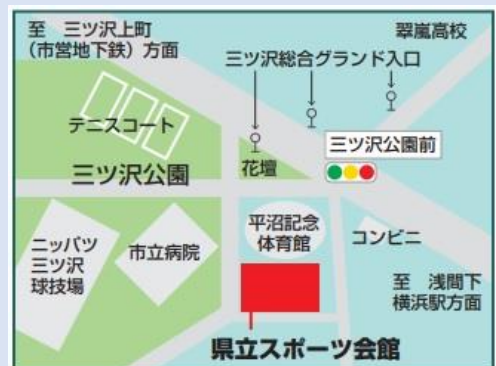 至 三ツ沢上町
（市営地下鉄）方面
翠嵐高校
三ツ沢総合グランド入口
テニスコート
三ツ沢公園前
三ツ沢公園
花壇
平沼記念
体育館
コンビニ
ニッパツ
三ツ沢
球技場
市立病院
至 浅間下
横浜駅方面
県立スポーツ会館